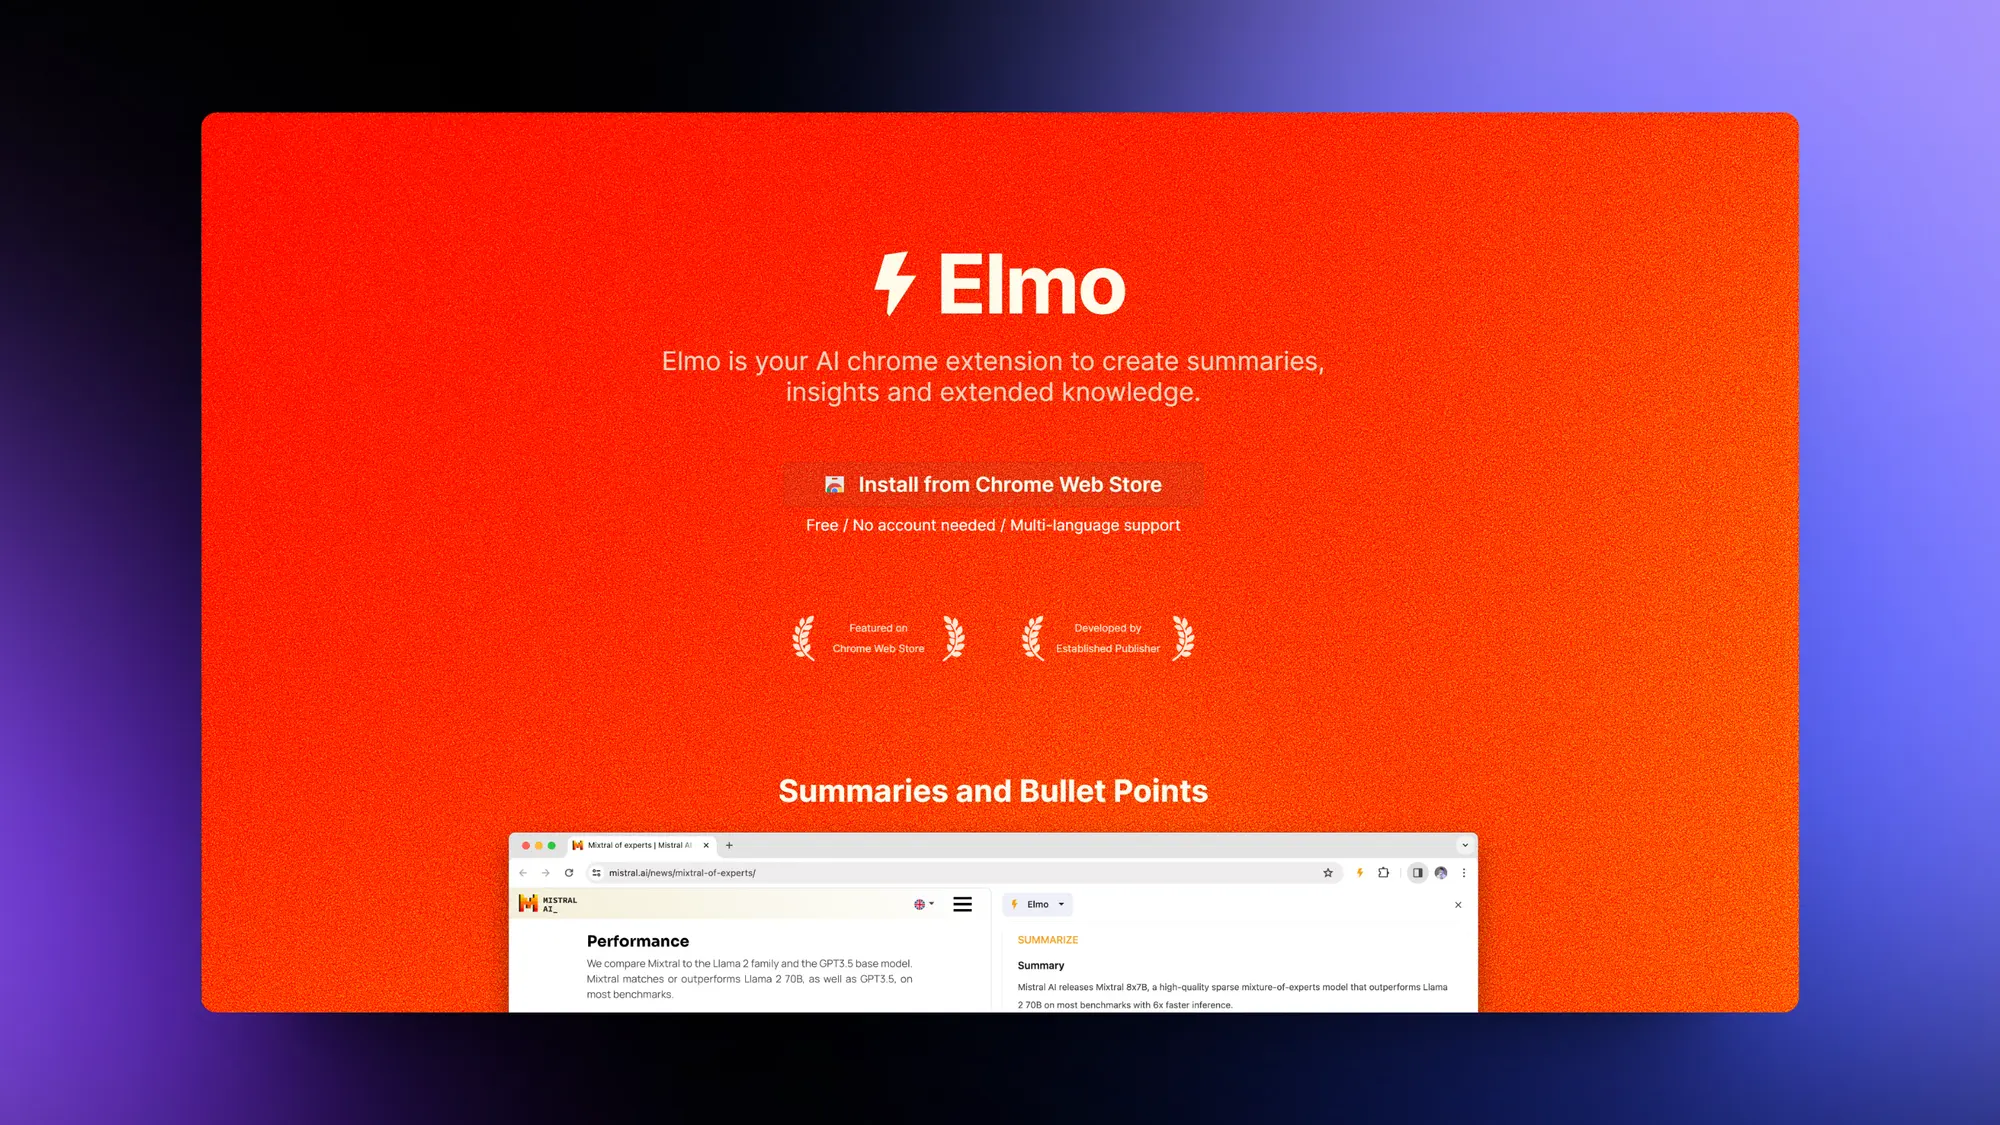 Elmo
Elmo is your AI chrome extension to create summaries,
insights and extended knowledge.
Install from Chrome Web Store
Free / No account needed / Multi-language support
Featured on
Chrome Web Store
Developed by
Established Publisher
Summaries and Bullet Points
Mixtral of experts | Mistral AI
mistral.ai/news/mixtral-of-experts/
MISTRAL
AI_
Performance
We compare Mixtral to the Llama 2 family and the GPT3.5 base model.
Mixtral matches or outperforms Llama 2 70B, as well as GPT3.5, on
most benchmarks.
Elmo
SUMMARIZE
Summary
Mistral AI releases Mixtral 8x7B, a high-quality sparse mixture-of-experts model that outperforms Llama
2 70B on most benchmarks with 6x faster inference.